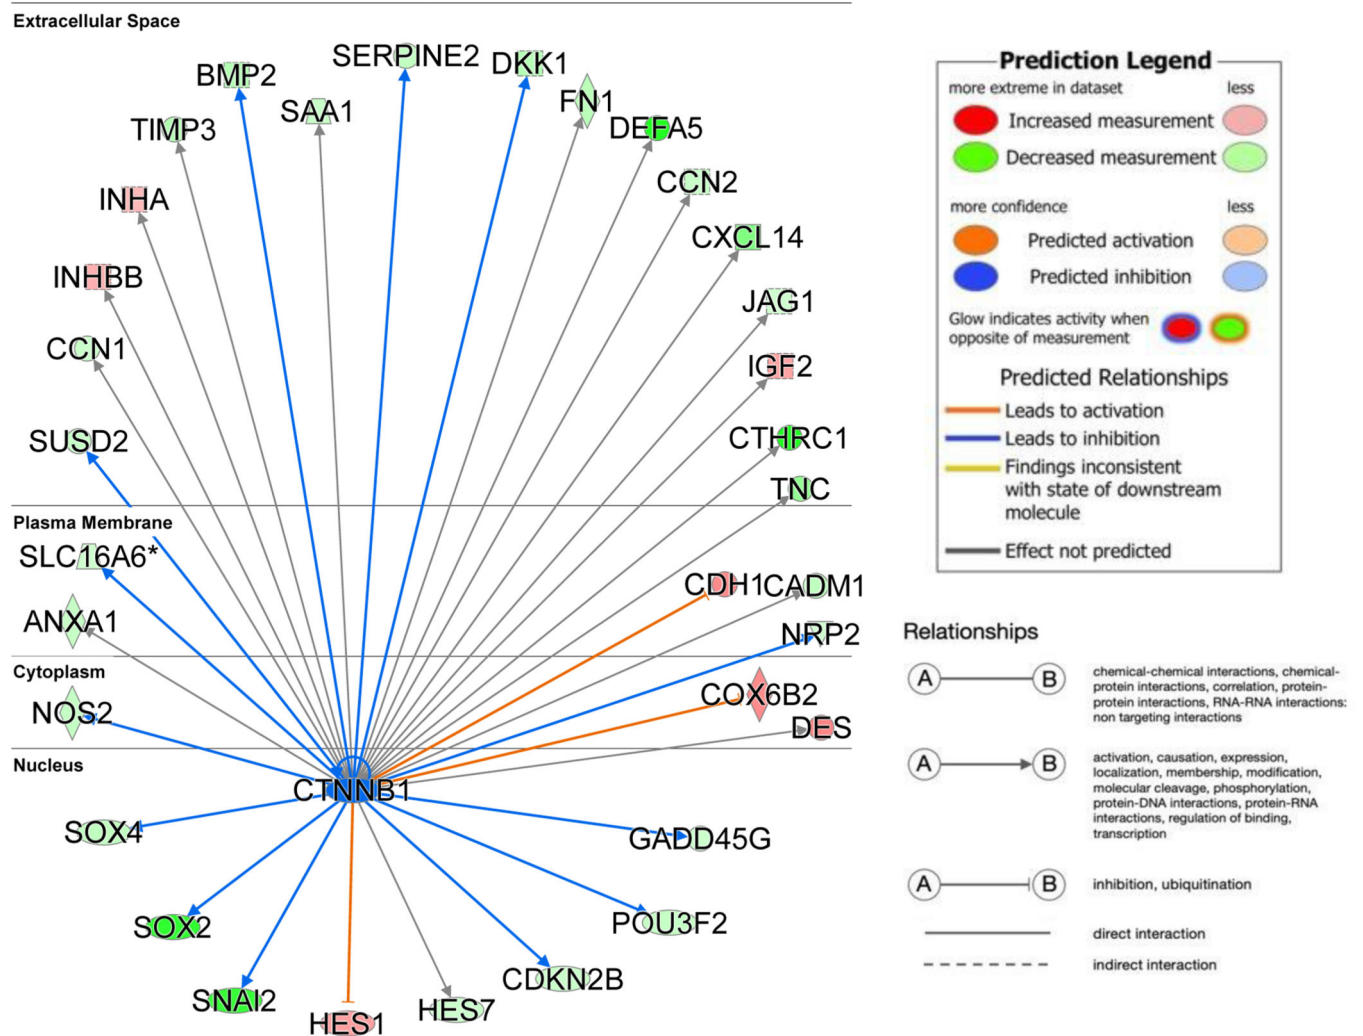 Extracellular Space
SERPINE2
DKK1
BMP2
SAA1
FN1
TIMP3
DEFA5
CCN2
INHA
CXCL14
INHBB
JAG1
CCN1
IGF2
SUSD2
CTHRC1
TNC
Plasma Membrane
SLC16A6*
CDH1
CADM1
ANXA1
NRP2
Cytoplasm
COX6B2
NOS2
DES
Nucleus
CTNNB1
SOX4
GADD45G
SOX2
POU3F2
CDKN2B
SNAI2
HES7
HES1
Prediction Legend
more extreme in dataset
less
Increased measurement
Decreased measurement
more confidence
less
Predicted activation
Predicted inhibition
Glow indicates activity when
opposite of measurement
Predicted Relationships
Leads to activation
Leads to inhibition
Findings inconsistent
with state of downstream
molecule
Effect not predicted
Relationships
A
B
chemical-chemical interactions, chemical-
protein interactions, correlation, protein-
protein interactions, RNA-RNA interactions:
non targeting interactions
A
B
activation, causation, expression,
localization, membership, modification,
molecular cleavage, phosphorylation,
protein-DNA interactions, protein-RNA
interactions, regulation of binding,
transcription
A
B
inhibition, ubiquitination
direct interaction
indirect interaction